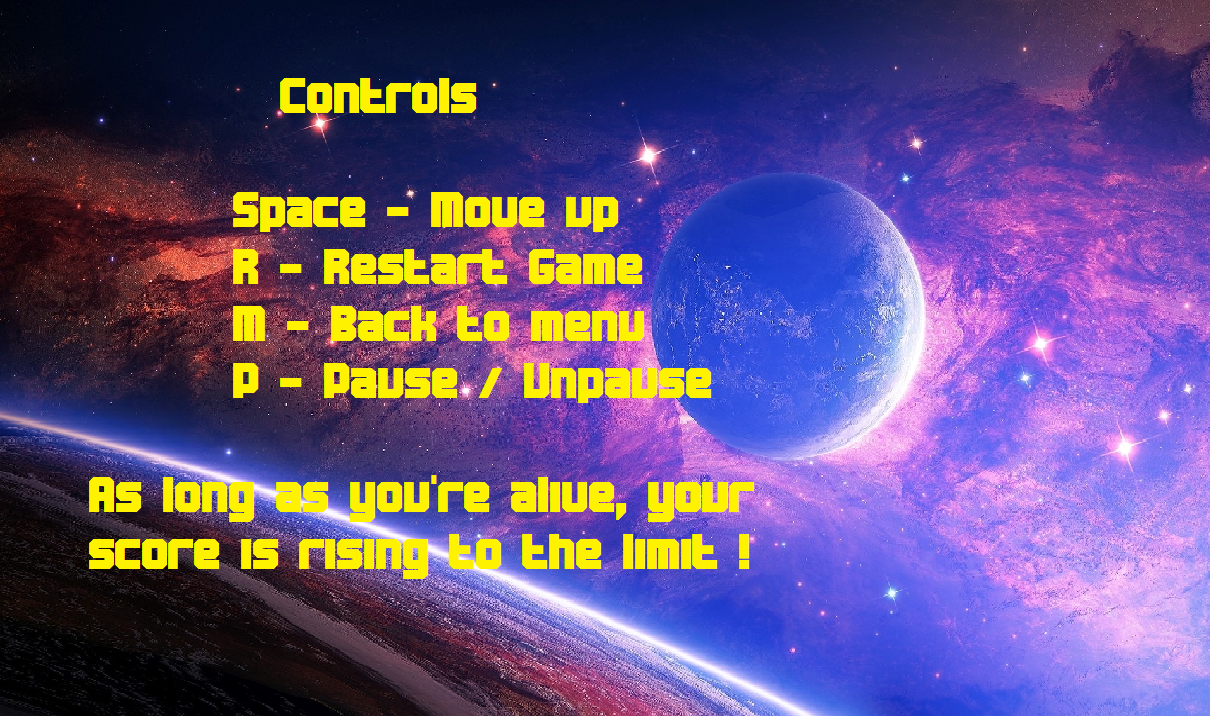 Controls
Space - Move up
R - Restart Game
M - Back to menu
P - Pause / Unpause
As long as you're alive, your
score is rising to the limit !